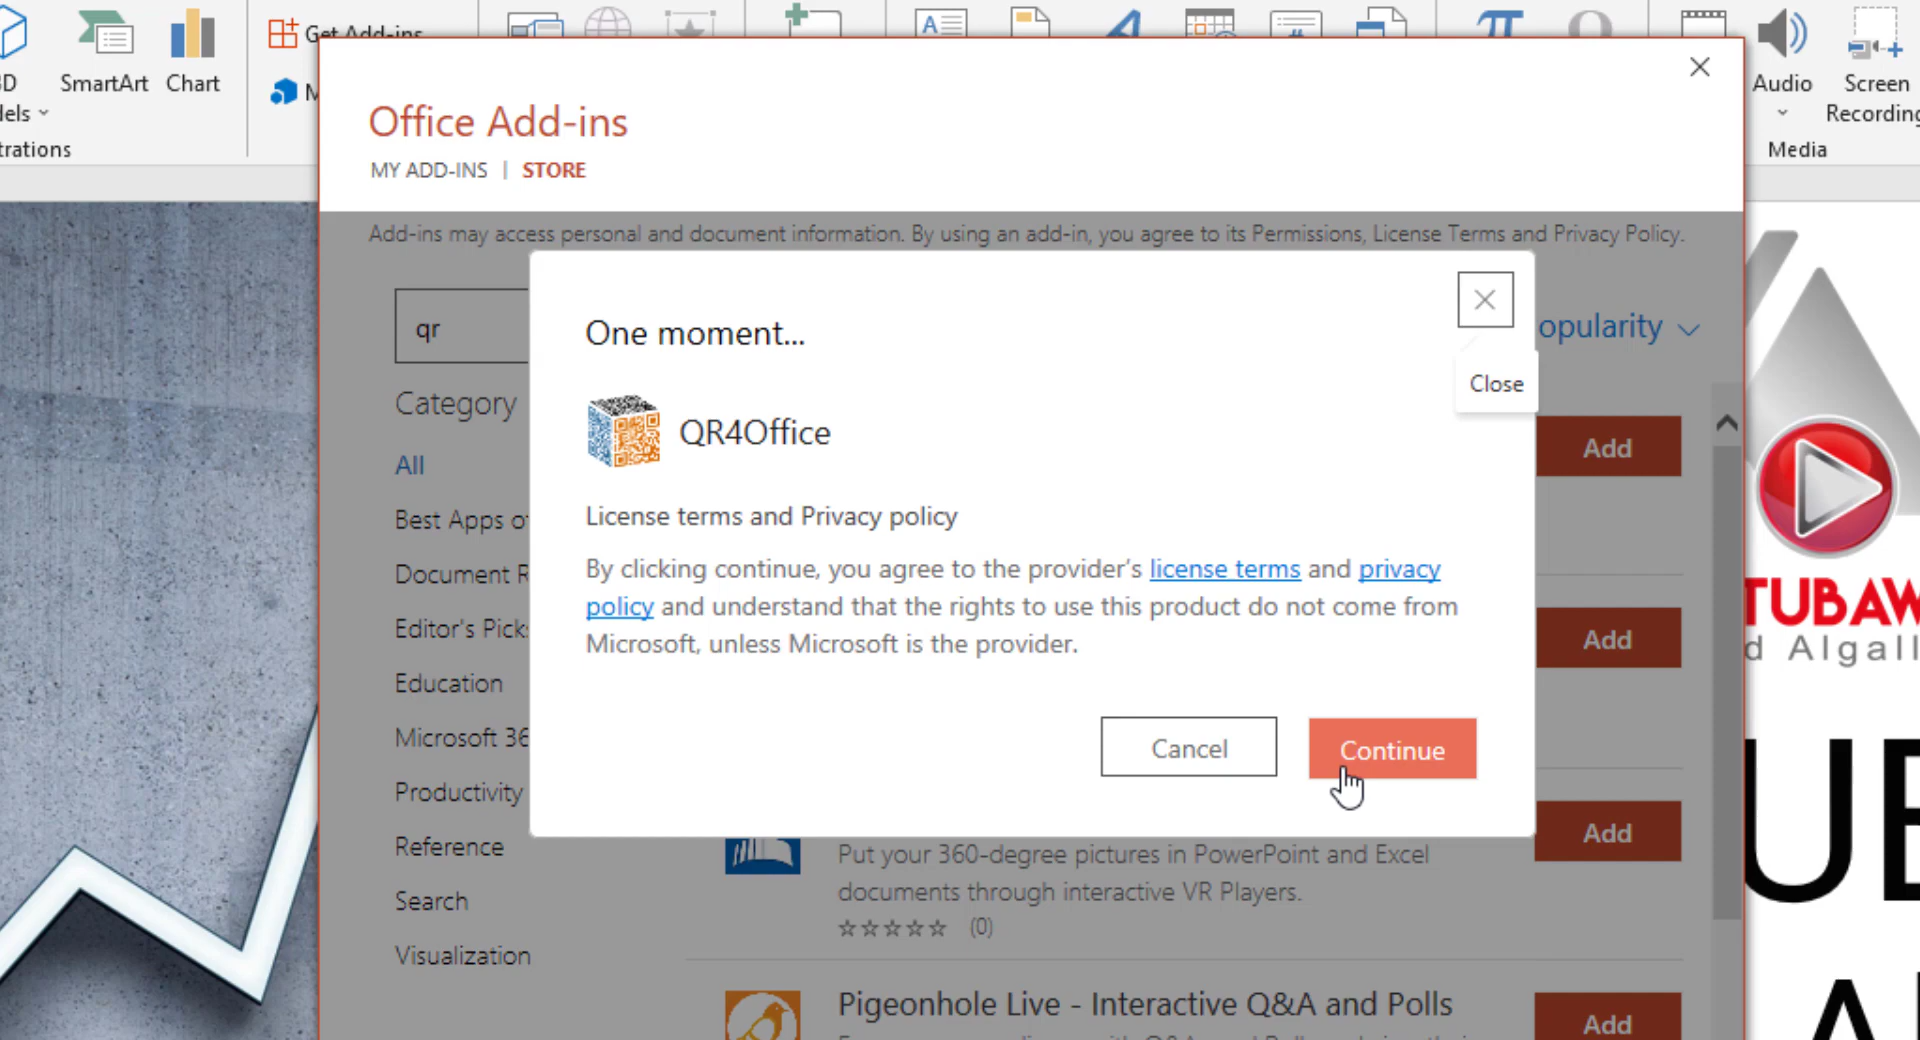 Get Add-ins
SmartArt
Chart
Audio
Screen
Recording
Media
Office Add-ins
MY ADD-INS | STORE
Add-ins may access personal and document information. By using an add-in, you agree to its Permissions, License Terms and Privacy Policy.
qr
One moment...
Close
QR4Office
License terms and Privacy policy
By clicking continue, you agree to the provider's license terms and privacy
policy and understand that the rights to use this product do not come from
Microsoft, unless Microsoft is the provider.
Cancel
Continue
Category
All
Best Apps
Document
Editor's Picks
Education
Microsoft
Productivity
Reference
Search
Visualization
Add
Add
Add
Put your 360-degree pictures in PowerPoint and Excel
documents through interactive VR Players.
(0)
Pigeonhole Live - Interactive Q&A and Polls
Add